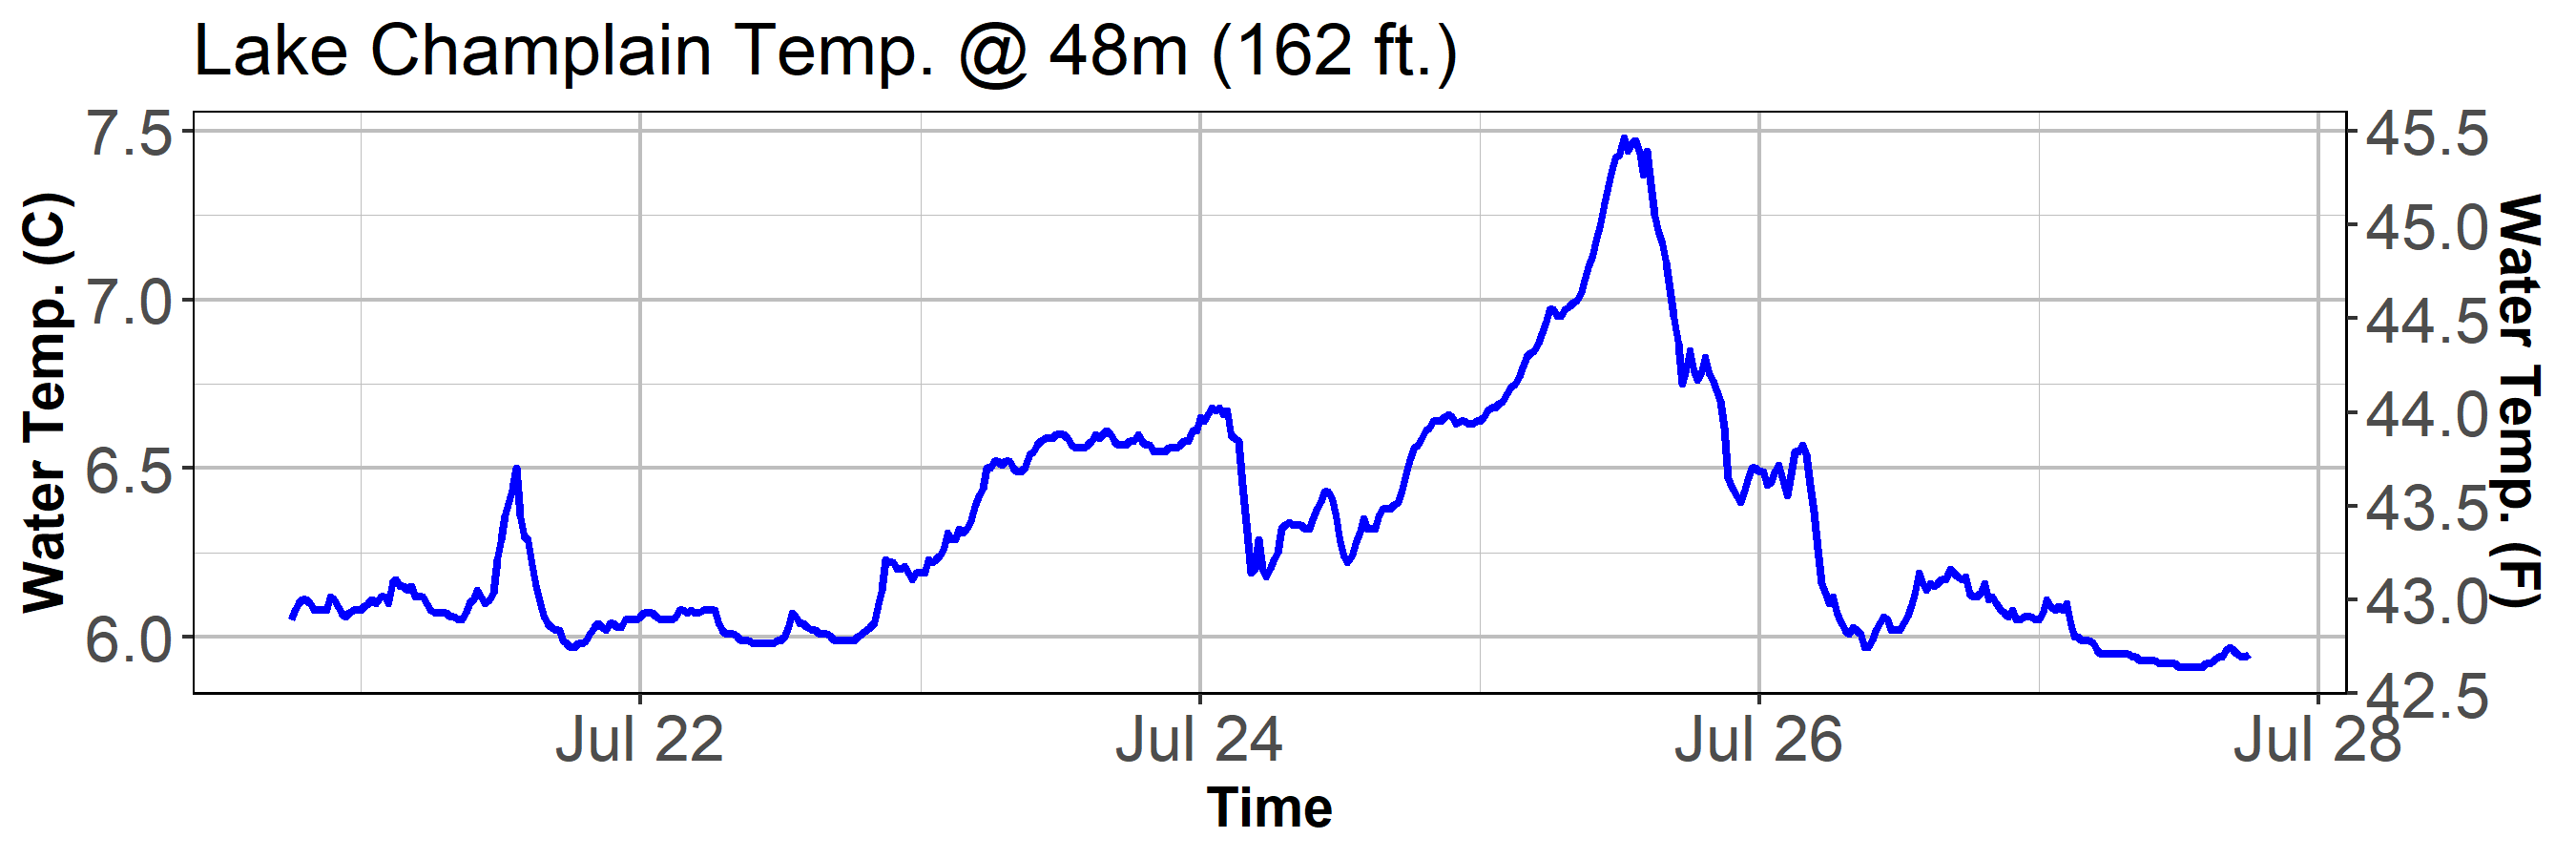 Lake Champlain Temp. @ 48m (162 ft.)
Water Temp. (C)
7.5
7.0
6.5
6.0
45.5
45.0
44.5
44.0
43.5
43.0
42.5
Water Temp. (F)
Jul 22
Jul 24
Jul 26
Jul 28
Time